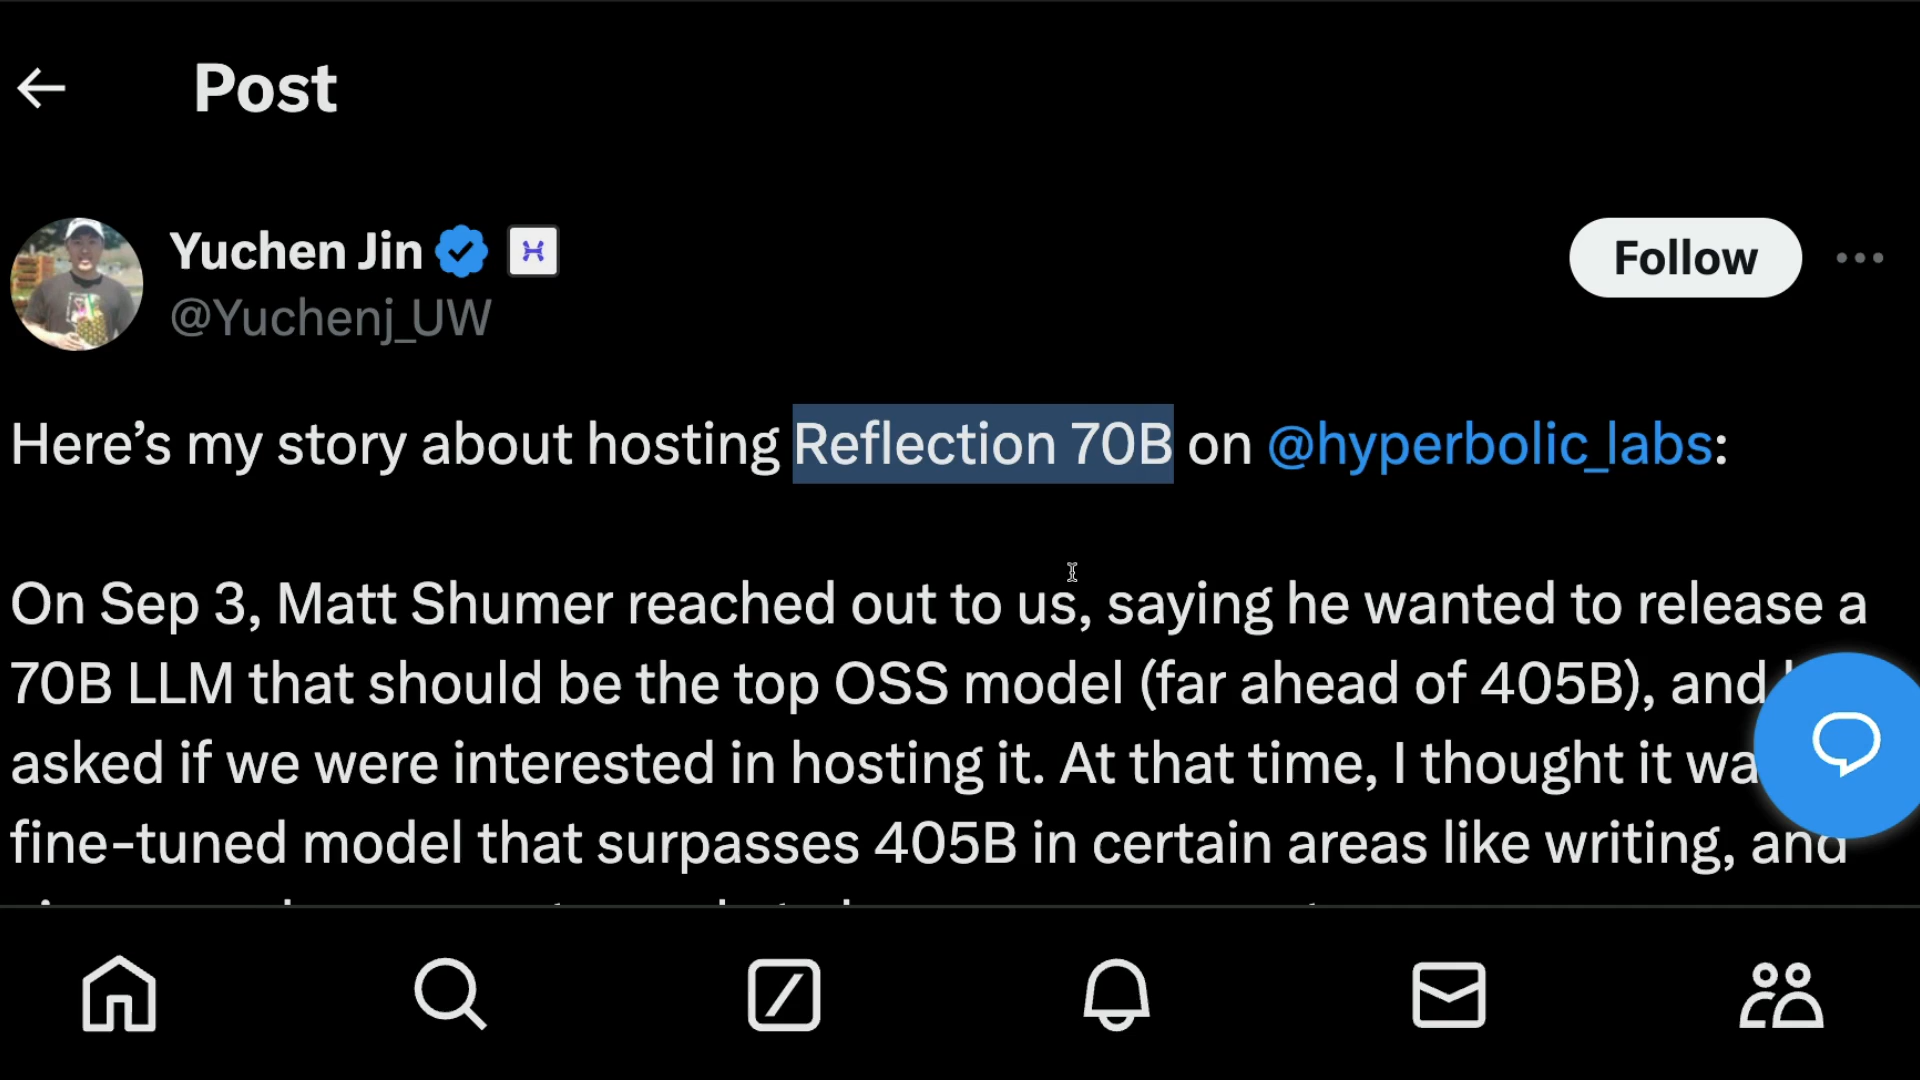 Post
Yuchen Jin
Follow
@Yuchenj_UW
Here’s my story about hosting Reflection 70B on @hyperbolic_labs:
On Sep 3, Matt Shumer reached out to us, saying he wanted to release a
70B LLM that should be the top OSS model (far ahead of 405B), and
asked if we were interested in hosting it. At that time, I thought it
fine-tuned model that surpasses 405B in certain areas like writing, and